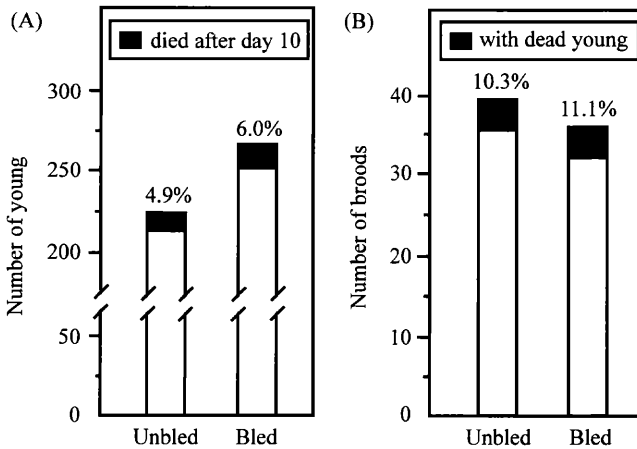 (A)
died after day 10
Number of young
300
250
200
50
0
4.9%
6.0%
Unbled
Bled
(B)
with dead young
Number of broods
40
30
20
10
0
10.3%
11.1%
Unbled
Bled